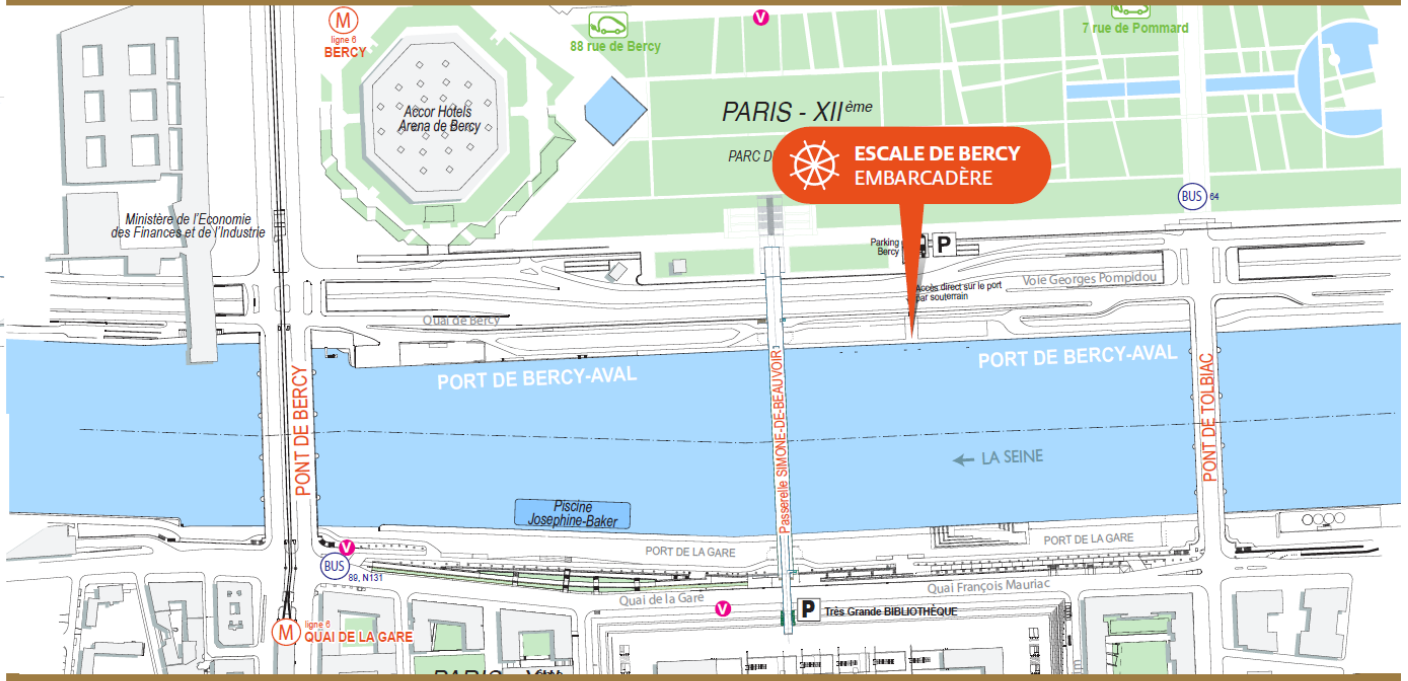 M
ligne 6
BERCY
88 rue de Bercy
V
7 rue de Pommard
Accor Hotels
Arena de Bercy
PARIS - XIIème
PARC
ESCALE DE BERCY
EMBARCADÈRE
BUS 64
Ministère de l'Economie
des Finances et de l'Industrie
Parking
Bercy
P
Voie Georges Pompidou
Accès direct sur le port
par souterrain
Quai de Bercy
PORT DE BERCY-AVAL
PORT DE BERCY-AVAL
PONT DE BERCY
Passerelle SIMONE-DE-BEAUVOIR
PONT DE TOLBIAC
LA SEINE
Piscine
Josephine-Baker
PORT DE LA GARE
PORT DE LA GARE
V
BUS
89, N131
Quai de la Gare
Quai François Mauriac
V
P
Très Grande BIBLIOTHÈQUE
M
ligne 6
QUAI DE LA GARE
PARIS